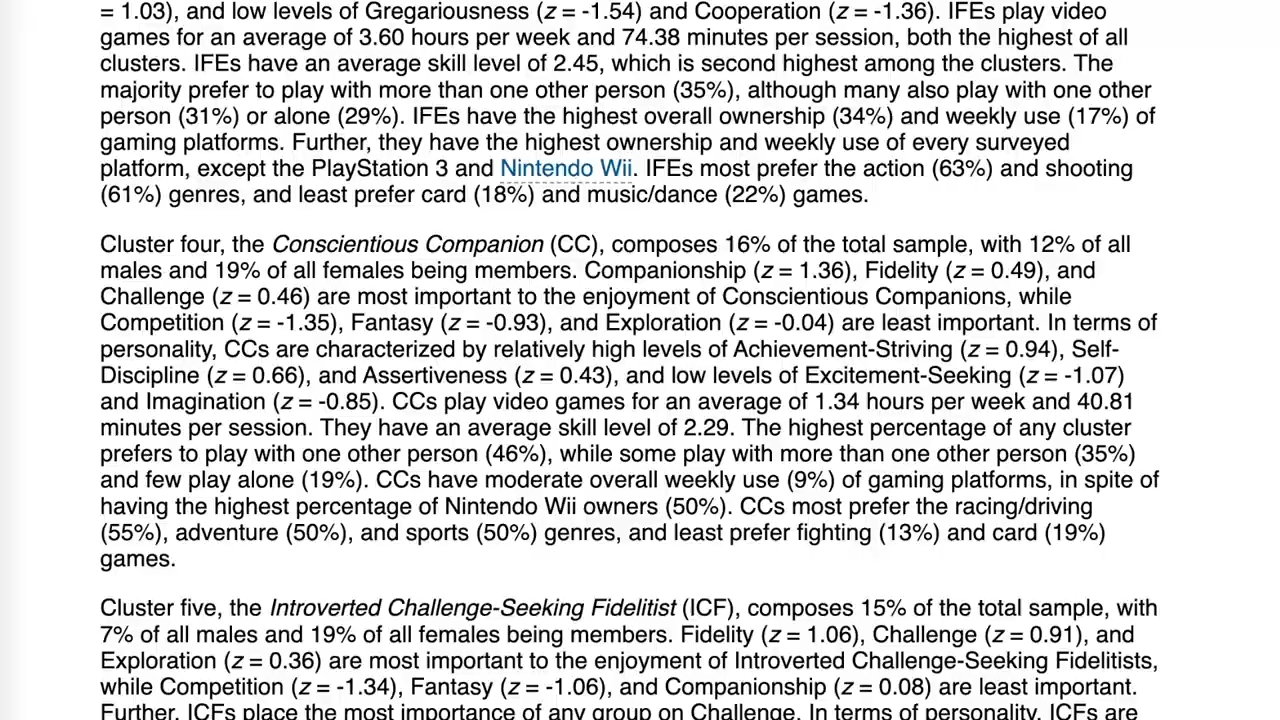 = 1.03), and low levels of Gregariousness (z = -1.54) and Cooperation (z = -1.36). IFEs play video
games for an average of 3.60 hours per week and 74.38 minutes per session, both the highest of all
clusters. IFEs have an average skill level of 2.45, which is second highest among the clusters. The
majority prefer to play with more than one other person (35%), although many also play with one other
person (31%) or alone (29%). IFEs have the highest overall ownership (34%) and weekly use (17%) of
gaming platforms. Further, they have the highest ownership and weekly use of every surveyed
platform, except the PlayStation 3 and Nintendo Wii. IFEs most prefer the action (63%) and shooting
(61%) genres, and least prefer card (18%) and music/dance (22%) games.
Cluster four, the Conscientious Companion (CC), composes 16% of the total sample, with 12% of all
males and 19% of all females being members. Companionship (z = 1.36), Fidelity (z = 0.49), and
Challenge (z = 0.46) are most important to the enjoyment of Conscientious Companions, while
Competition (z = -1.35), Fantasy (z = -0.93), and Exploration (z = -0.04) are least important. In terms of
personality, CCs are characterized by relatively high levels of Achievement-Striving (z = 0.94), Self-
Discipline (z = 0.66), and Assertiveness (z = 0.43), and low levels of Excitement-Seeking (z = -1.07)
and Imagination (z = -0.85). CCs play video games for an average of 1.34 hours per week and 40.81
minutes per session. They have an average skill level of 2.29. The highest percentage of any cluster
prefers to play with one other person (46%), while some play with more than one other person (35%)
and few play alone (19%). CCs have moderate overall weekly use (9%) of gaming platforms, in spite of
having the highest percentage of Nintendo Wii owners (50%). CCs most prefer the racing/driving
(55%), adventure (50%), and sports (50%) genres, and least prefer fighting (13%) and card (19%)
games.
Cluster five, the Introverted Challenge-Seeking Fidelitist (ICF), composes 15% of the total sample, with
7% of all males and 19% of all females being members. Fidelity (z = 1.06), Challenge (z = 0.91), and
Exploration (z = 0.36) are most important to the enjoyment of Introverted Challenge-Seeking Fidelitists,
while Competition (z = -1.34), Fantasy (z = -1.06), and Companionship (z = 0.08) are least important.
Further, ICFs place the most importance of any group on Challenge. In terms of personality, ICFs are